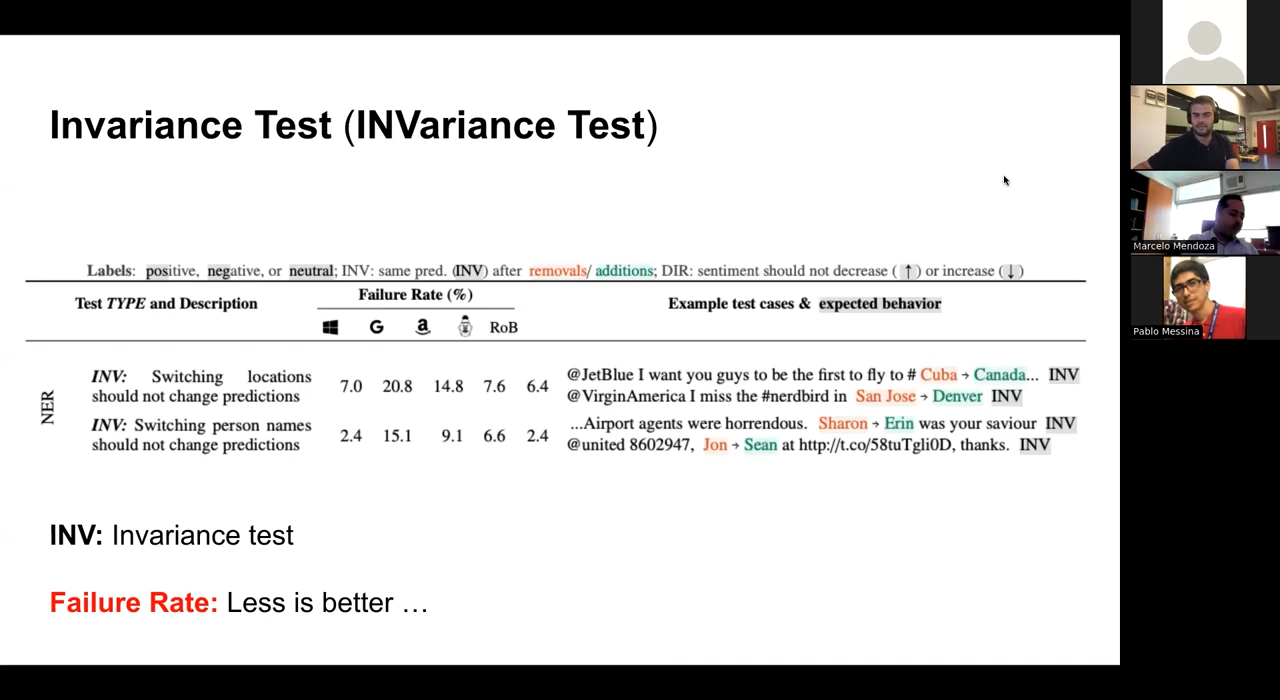 Invariance Test (INVariance Test)
Labels: positive, negative, or neutral; INV: same pred. (INV) after removals/ additions; DIR: sentiment should not decrease ( ↑ ) or increase ( ↓ )
Test TYPE and Description
Failure Rate (%)
Example test cases & expected behavior
G a RoB
NER
INV: Switching locations should not change predictions
7.0 20.8 14.8 7.6 6.4
@JetBlue I want you guys to be the first to fly to # Cuba → Canada... INV
@VirginAmerica I miss the #nerdbird in San Jose → Denver INV
INV: Switching person names should not change predictions
2.4 15.1 9.1 6.6 2.4
...Airport agents were horrendous. Sharon → Erin was your saviour INV
@united 8602947, Jon → Sean at http://t.co/58tuTgli0D, thanks. INV
INV: Invariance test
Failure Rate: Less is better …
Marcelo Mendoza
Pablo Messina